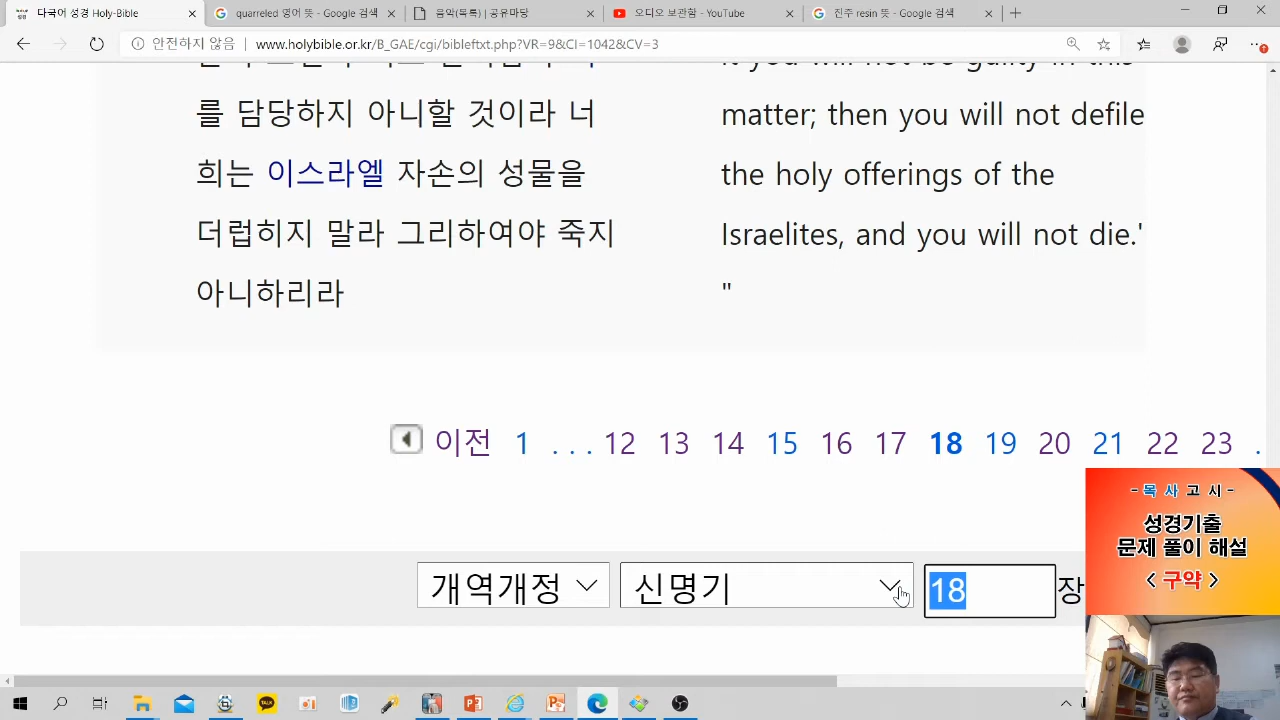 다국어 성경 Holy-Bible
quarreled 영어 뜻 - Google 검색
음악(목록) | 공유마당
오디오 보관함 - YouTube
진주 resin 뜻 - Google 검색
안전하지 않음
www.holybible.or.kr/B_GAE/cgi/bibleftxt.php?VR=9&CI=1042&CV=3
를 담당하지 아니할 것이라 너
희는 이스라엘 자손의 성물을
더럽히지 말라 그리하여야 죽지
아니하리라
it you will not be guilty in this
matter; then you will not defile
the holy offerings of the
Israelites, and you will not die.'
"
이전 1 . . . 12 13 14 15 16 17 18 19 20 21 22 23 .
개역개정 신명기 18 장
- 목 사 고 시 -
성경기출
문제 풀이 해설
< 구약 >